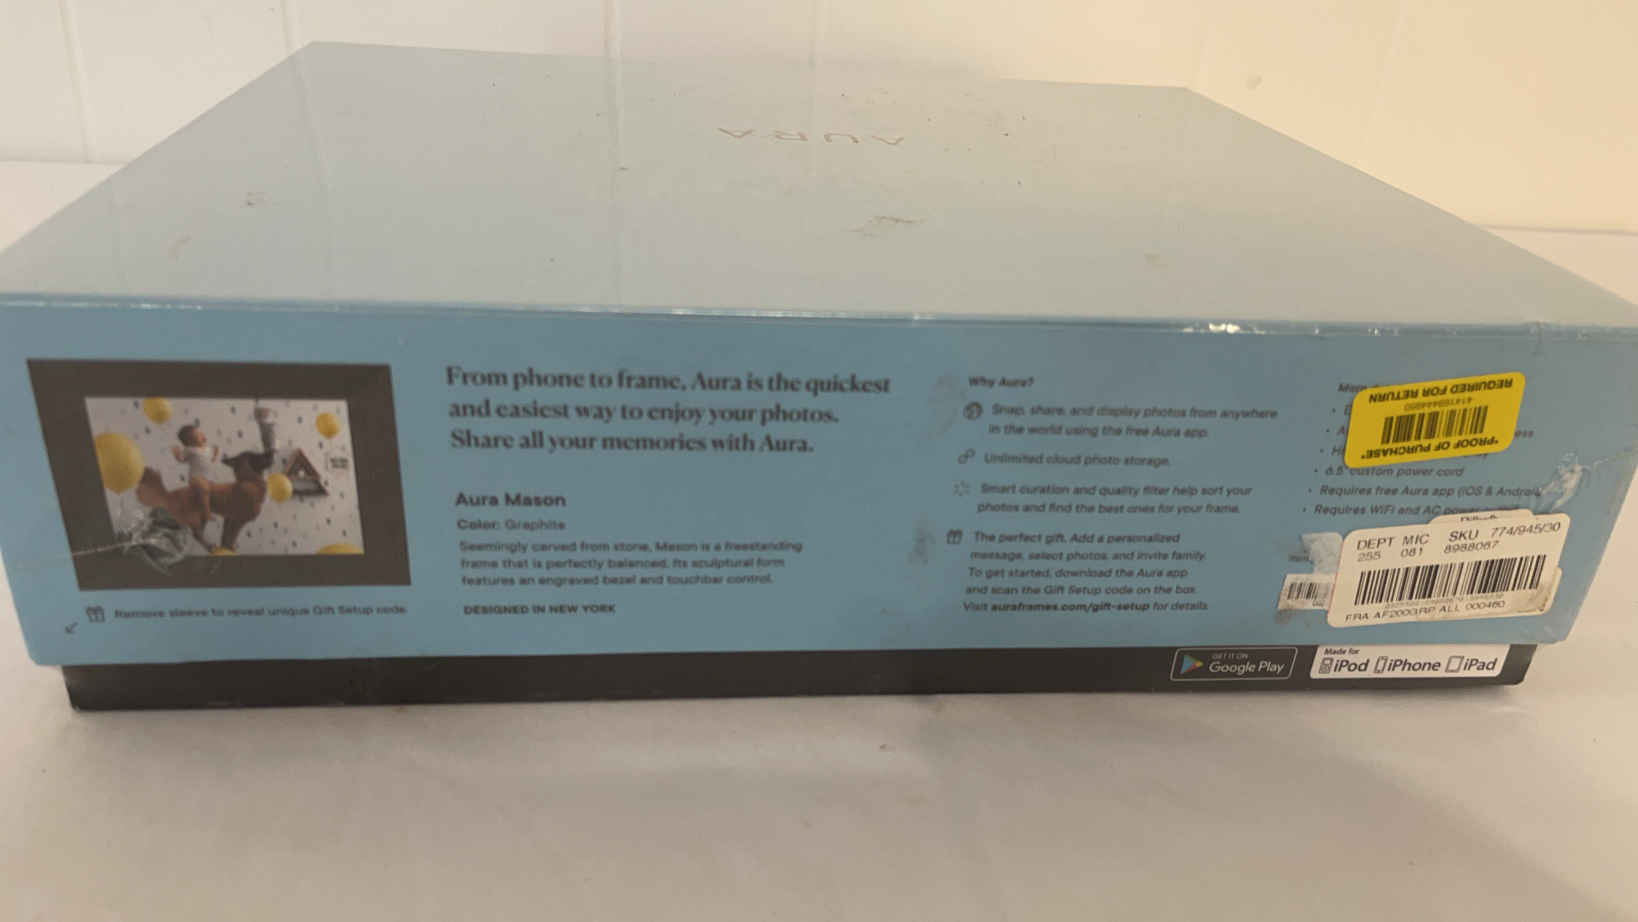 AURA
From phone to frame, Aura is the quickest
and easiest way to enjoy your photos.
Share all your memories with Aura.
Aura Mason
Color: Graphite
Seemingly carved from stone, Mason is a freestanding
frame that is perfectly balanced. Its sculptural form
features an engraved bezel and touchbar control.
DESIGNED IN NEW YORK
Remove sleeve to reveal unique Gift Setup code.
Why Aura?
Snap, share, and display photos from anywhere
in the world using the free Aura app.
Unlimited cloud photo storage.
Smart curation and quality filter help sort your
photos and find the best ones for your frame.
The perfect gift. Add a personalized
message, select photos, and invite family.
To get started, download the Aura app
and scan the Gift Setup code on the box.
Visit auraframes.com/gift-setup for details.
• 6.5' custom power cord
• Requires free Aura app (iOS & Android
• Requires WiFi and AC power
*PROOF OF PURCHASE*
REQUIRED FOR RETURN
DEPT MIC SKU 774/945/30
255 081 8988067
FRA AF2000RP ALL 000460
GET IT ON
Google Play
Made for
iPod iPhone iPad